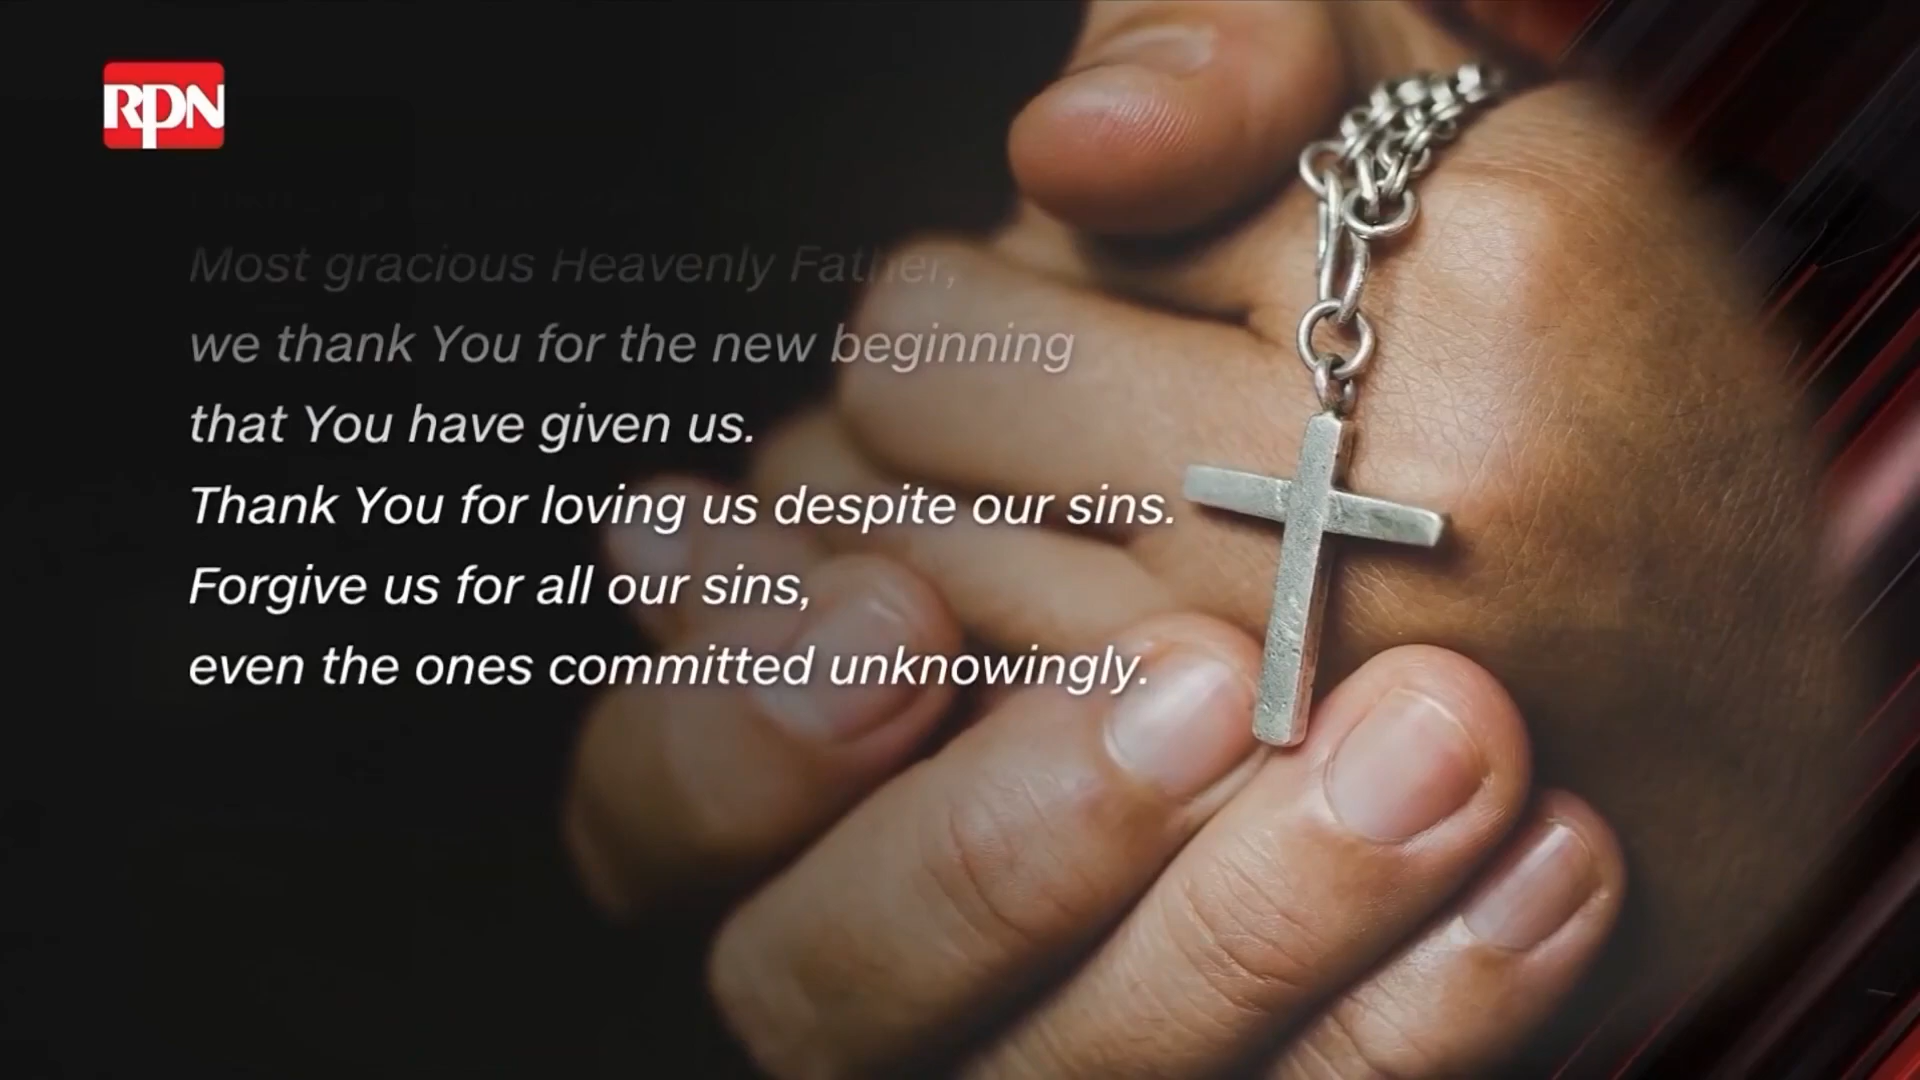 RPN
Most gracious Heavenly Father,
we thank You for the new beginning
that You have given us.
Thank You for loving us despite our sins.
Forgive us for all our sins,
even the ones committed unknowingly.